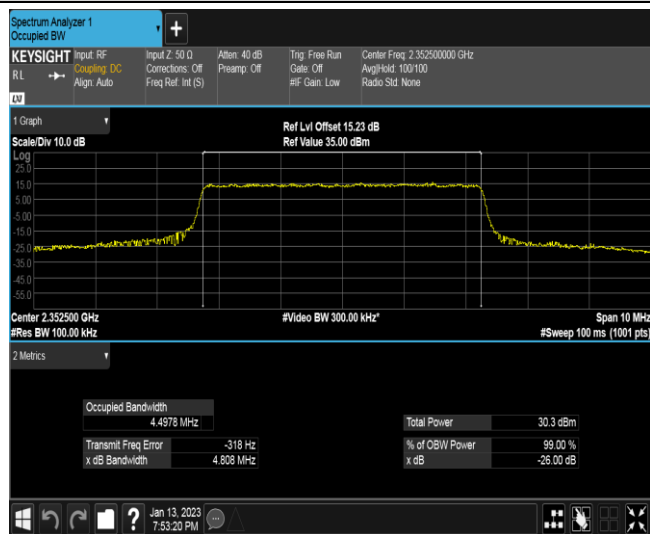 Spectrum Analyzer 1
Occupied BW
+
KEYSIGHT Input: RF Input Z: 50 Ω Atten: 40 dB Trig: Free Run Center Freq: 2.352500000 GHz
RL Coupling: DC Corrections: Off Preamp: Off Gate: Off Avg|Hold: 100/100
Align: Auto Freq Ref: Int (S) #IF Gain: Low Radio Std: None
LXI
1 Graph
Ref Lvl Offset 15.23 dB
Scale/Div 10.0 dB Ref Value 35.00 dBm
Log
25.0
15.0
5.00
-5.00
-15.0
-25.0
-35.0
-45.0
-55.0
Center 2.352500 GHz #Video BW 300.00 kHz* Span 10 MHz
#Res BW 100.00 kHz #Sweep 100 ms (1001 pts)
2 Metrics
Occupied Bandwidth
4.4978 MHz Total Power 30.3 dBm
Transmit Freq Error -318 Hz % of OBW Power 99.00 %
x dB Bandwidth 4.808 MHz x dB -26.00 dB
? Jan 13, 2023
7:53:20 PM